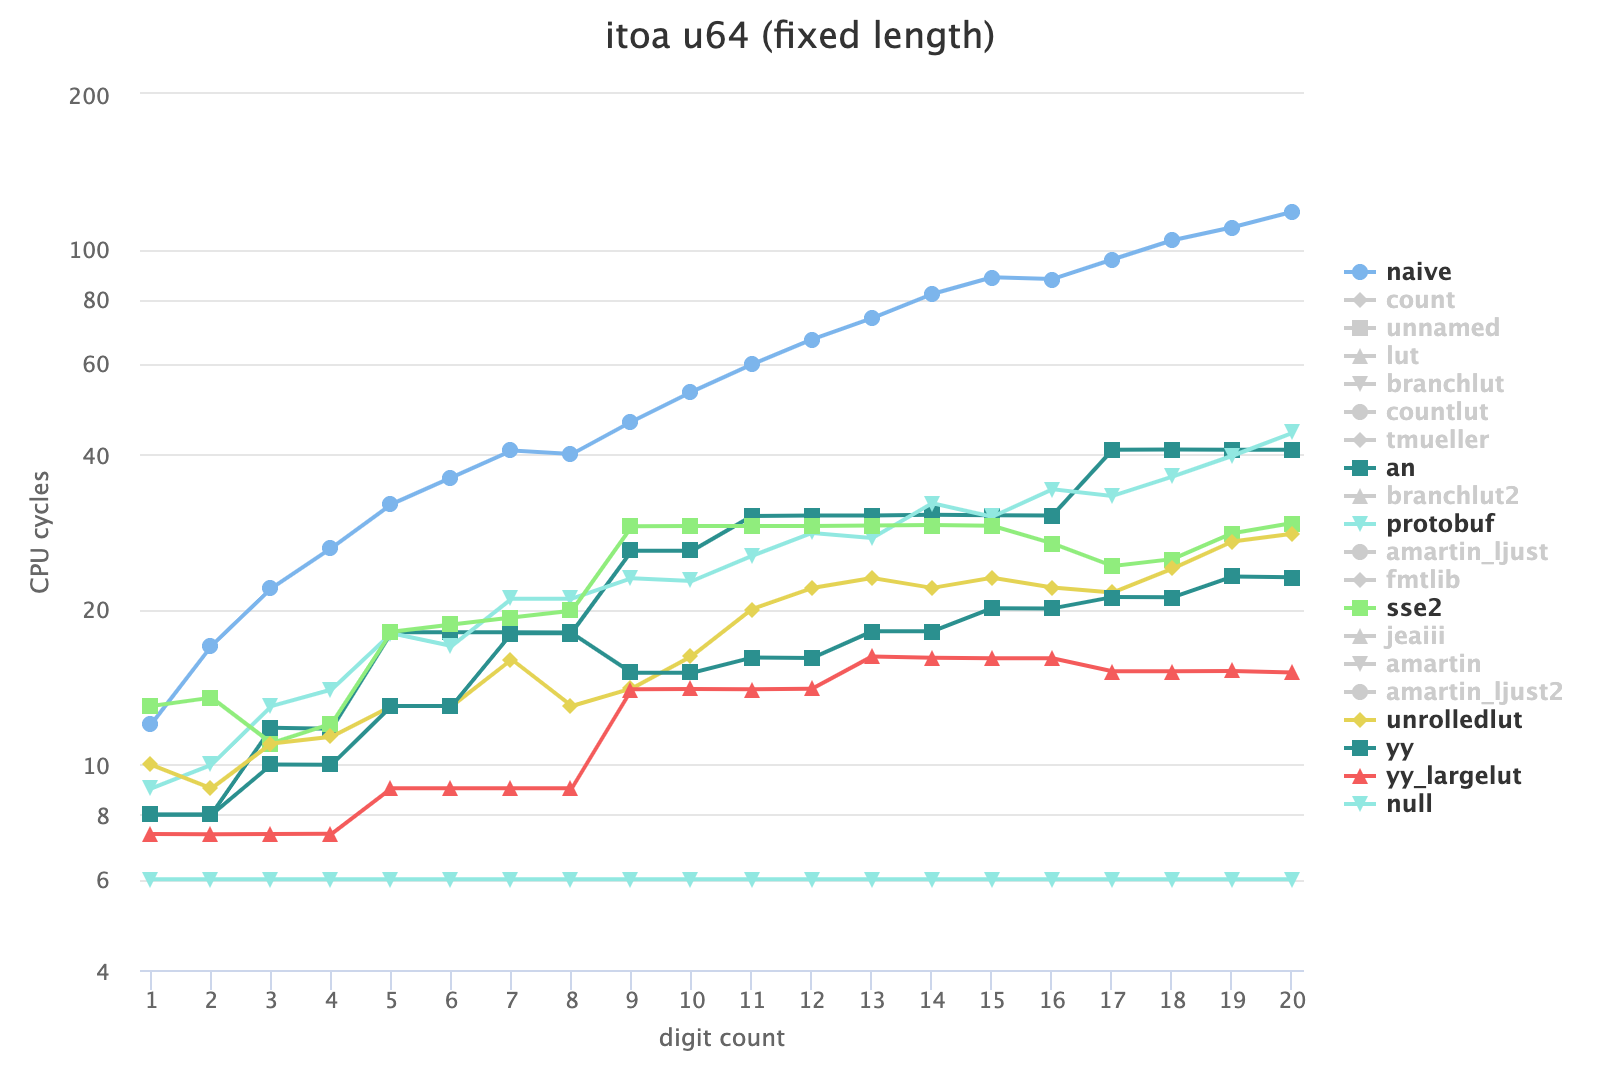 itoa u64 (fixed length)
200
100
80
60
40
20
10
8
6
4
CPU cycles
1 2 3 4 5 6 7 8 9 10 11 12 13 14 15 16 17 18 19 20
digit count
naive
count
unnamed
lut
branchlut
countlut
tmueller
an
branchlut2
protobuf
amartin_ljust
fmtlib
sse2
jeaiii
amartin
amartin_ljust2
unrolledlut
yy
yy_largelut
null